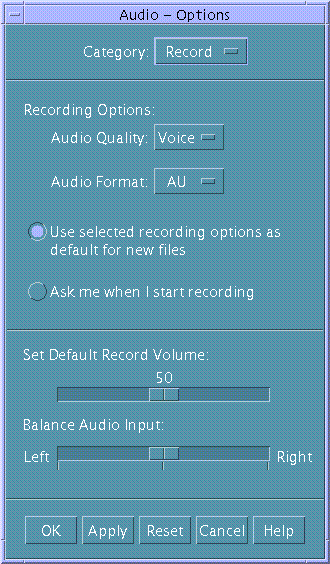 Audio – Options
Category: Record
Recording Options:
Audio Quality: Voice
Audio Format: AU
Use selected recording options as
default for new files
Ask me when I start recording
Set Default Record Volume:
50
Balance Audio Input:
Left Right
OK Apply Reset Cancel Help